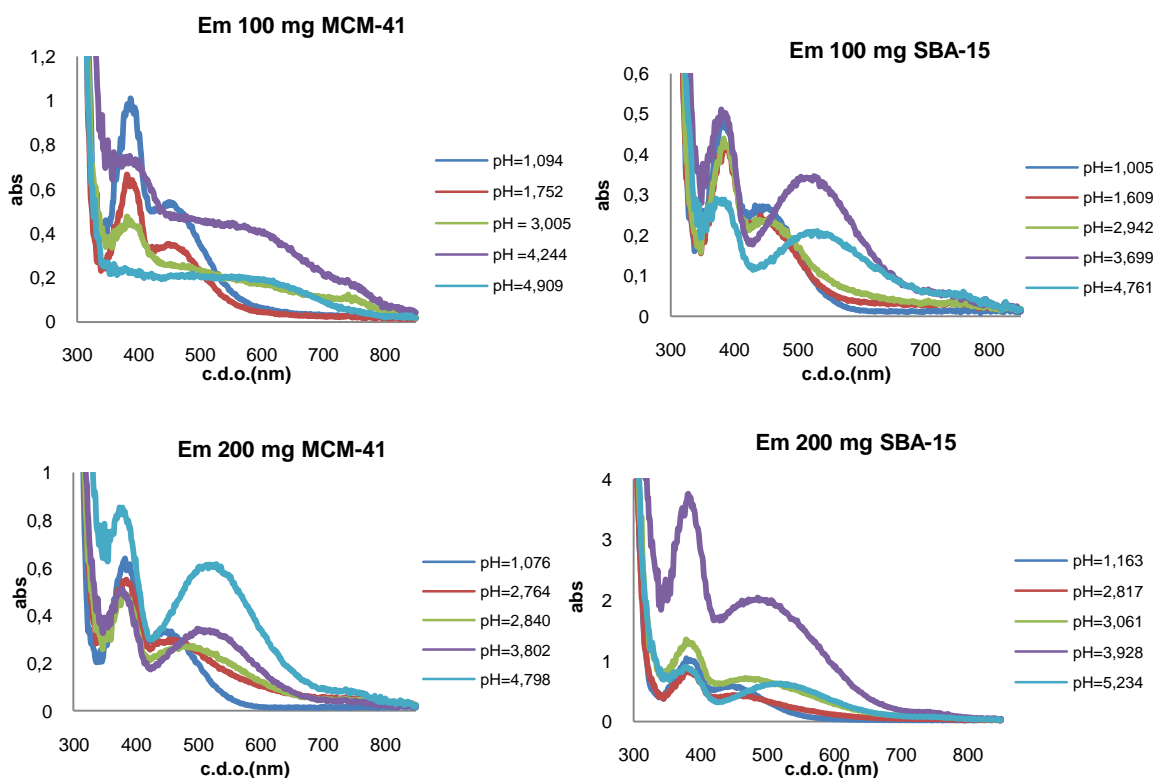 Em 100 mg MCM-41
abs
1,2
1
0,8
0,6
0,4
0,2
0
300 400 500 600 700 800
c.d.o.(nm)
pH=1,094
pH=1,752
pH = 3,005
pH =4,244
pH=4,909
Em 100 mg SBA-15
abs
0,6
0,5
0,4
0,3
0,2
0,1
0
300 400 500 600 700 800
c.d.o.(nm)
pH=1,005
pH=1,609
pH=2,942
pH=3,699
pH=4,761
Em 200 mg MCM-41
abs
1
0,8
0,6
0,4
0,2
0
300 400 500 600 700 800
c.d.o.(nm)
pH=1,076
pH=2,764
pH=2,840
pH=3,802
pH=4,798
Em 200 mg SBA-15
abs
4
3
2
1
0
300 400 500 600 700 800
c.d.o. (nm)
pH=1,163
pH=2,817
pH=3,061
pH=3,928
pH=5,234